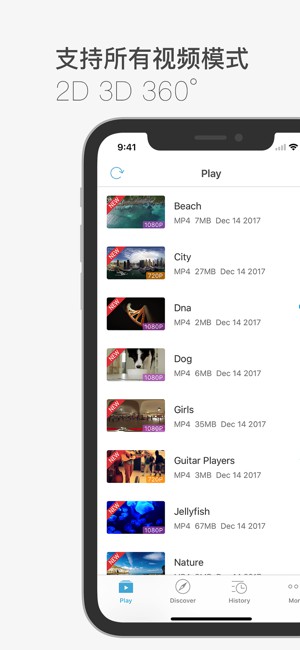 支持所有视频模式
2D 3D 360°
9:41
Play
NEW
1080P
Beach
MP4 7MB Dec 14 2017
NEW
720P
City
MP4 27MB Dec 14 2017
NEW
1080P
Dna
MP4 2MB Dec 14 2017
NEW
1080P
Dog
MP4 6MB Dec 14 2017
NEW
1080P
Girls
MP4 35MB Dec 14 2017
NEW
720P
Guitar Players
MP4 3MB Dec 14 2017
NEW
1080P
Jellyfish
MP4 67MB Dec 14 2017
NEW
Nature
Play
Discover
History
Mor